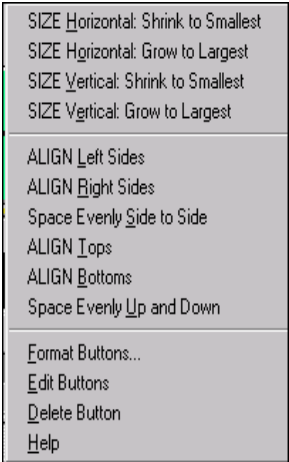 SIZE Horizontal: Shrink to Smallest
SIZE Horizontal: Grow to Largest
SIZE Vertical: Shrink to Smallest
SIZE Vertical: Grow to Largest
ALIGN Left Sides
ALIGN Right Sides
Space Evenly Side to Side
ALIGN Tops
ALIGN Bottoms
Space Evenly Up and Down
Format Buttons...
Edit Buttons
Delete Button
Help